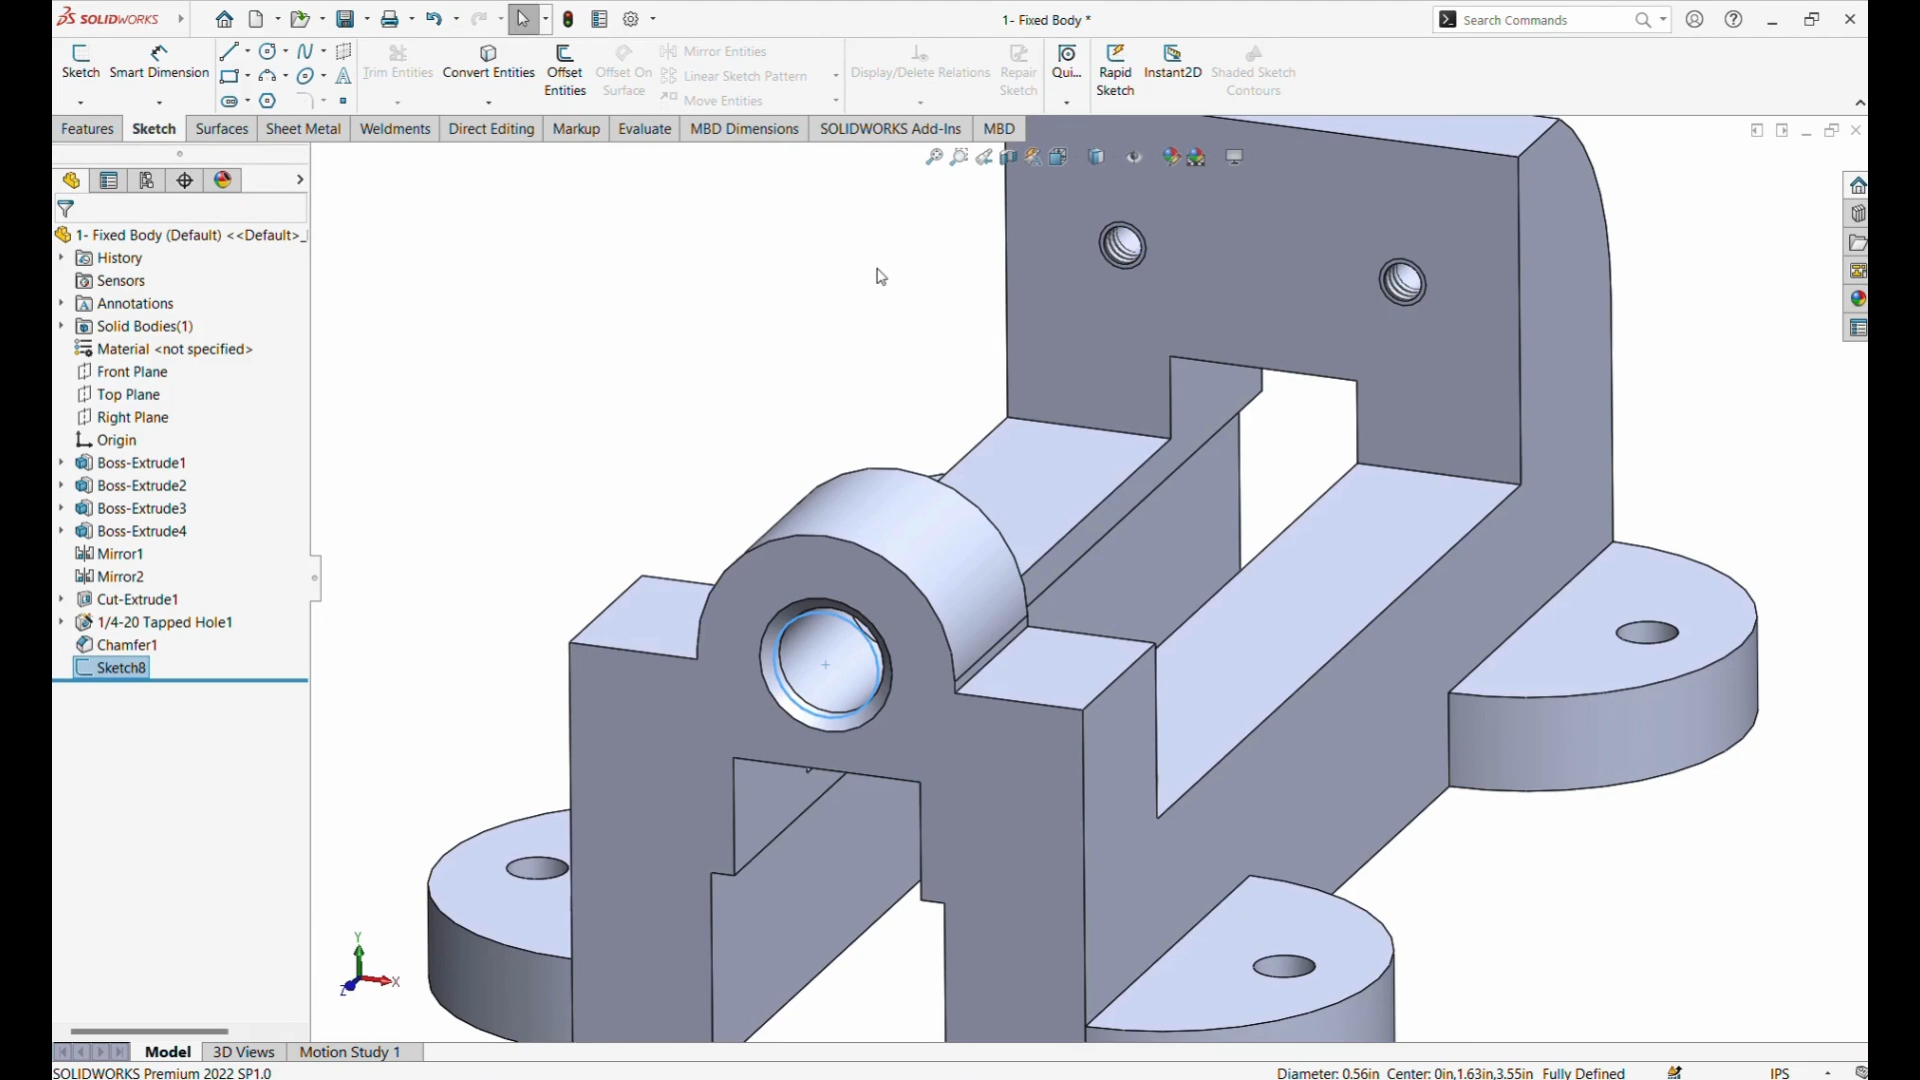 SOLIDWORKS
1- Fixed Body *
Search Commands
Sketch
Smart Dimension
Trim Entities
Convert Entities
Offset
Entities
Offset On
Surface
Mirror Entities
Linear Sketch Pattern
Move Entities
Display/Delete Relations
Repair
Sketch
Qui...
Rapid
Sketch
Instant2D
Shaded Sketch
Contours
Features
Sketch
Surfaces
Sheet Metal
Weldments
Direct Editing
Markup
Evaluate
MBD Dimensions
SOLIDWORKS Add-Ins
MBD
1- Fixed Body (Default) <<Default>_
History
Sensors
Annotations
Solid Bodies(1)
Material <not specified>
Front Plane
Top Plane
Right Plane
Origin
Boss-Extrude1
Boss-Extrude2
Boss-Extrude3
Boss-Extrude4
Mirror1
Mirror2
Cut-Extrude1
1/4-20 Tapped Hole1
Chamfer1
Sketch8
Y
X
Z
Model
3D Views
Motion Study 1
SOLIDWORKS Premium 2022 SP1.0
Diameter: 0.56in Center: 0in,1.63in,3.55in Fully Defined
IPS